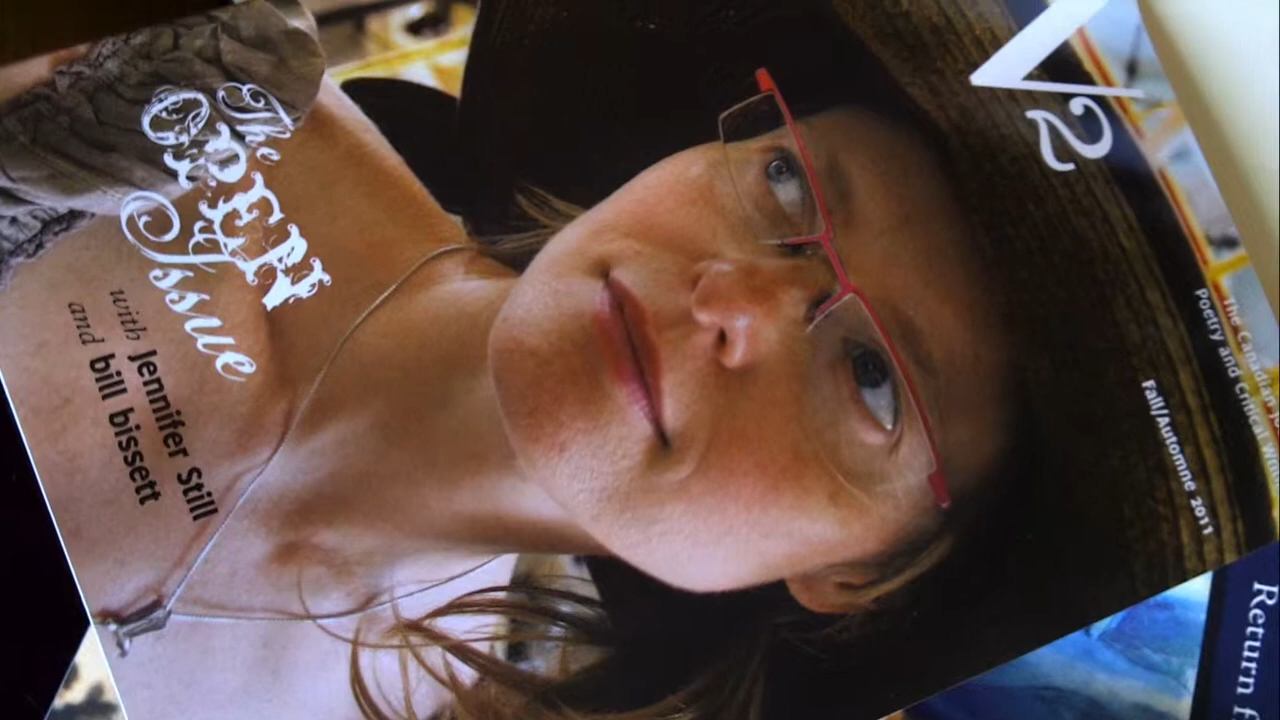 V2
The Canadian
Poetry and Critical
Fall/Automne 2011
The
OPEN
Issue
with Jennifer Still
and bill bissett
Return